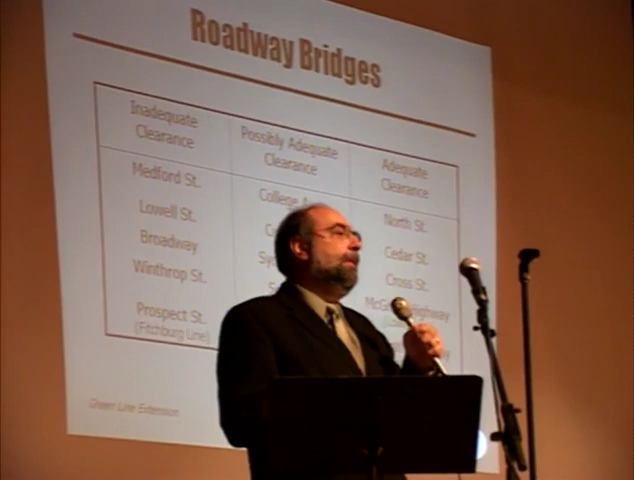 Roadway Bridges
Inadequate
Clearance
Possibly Adequate
Clearance
Adequate
Clearance
Medford St.
Lowell St.
Broadway
Winthrop St.
Prospect St.
(Fitchburg Line)
College
North St.
Cedar St.
Cross St.
Green Line Extension